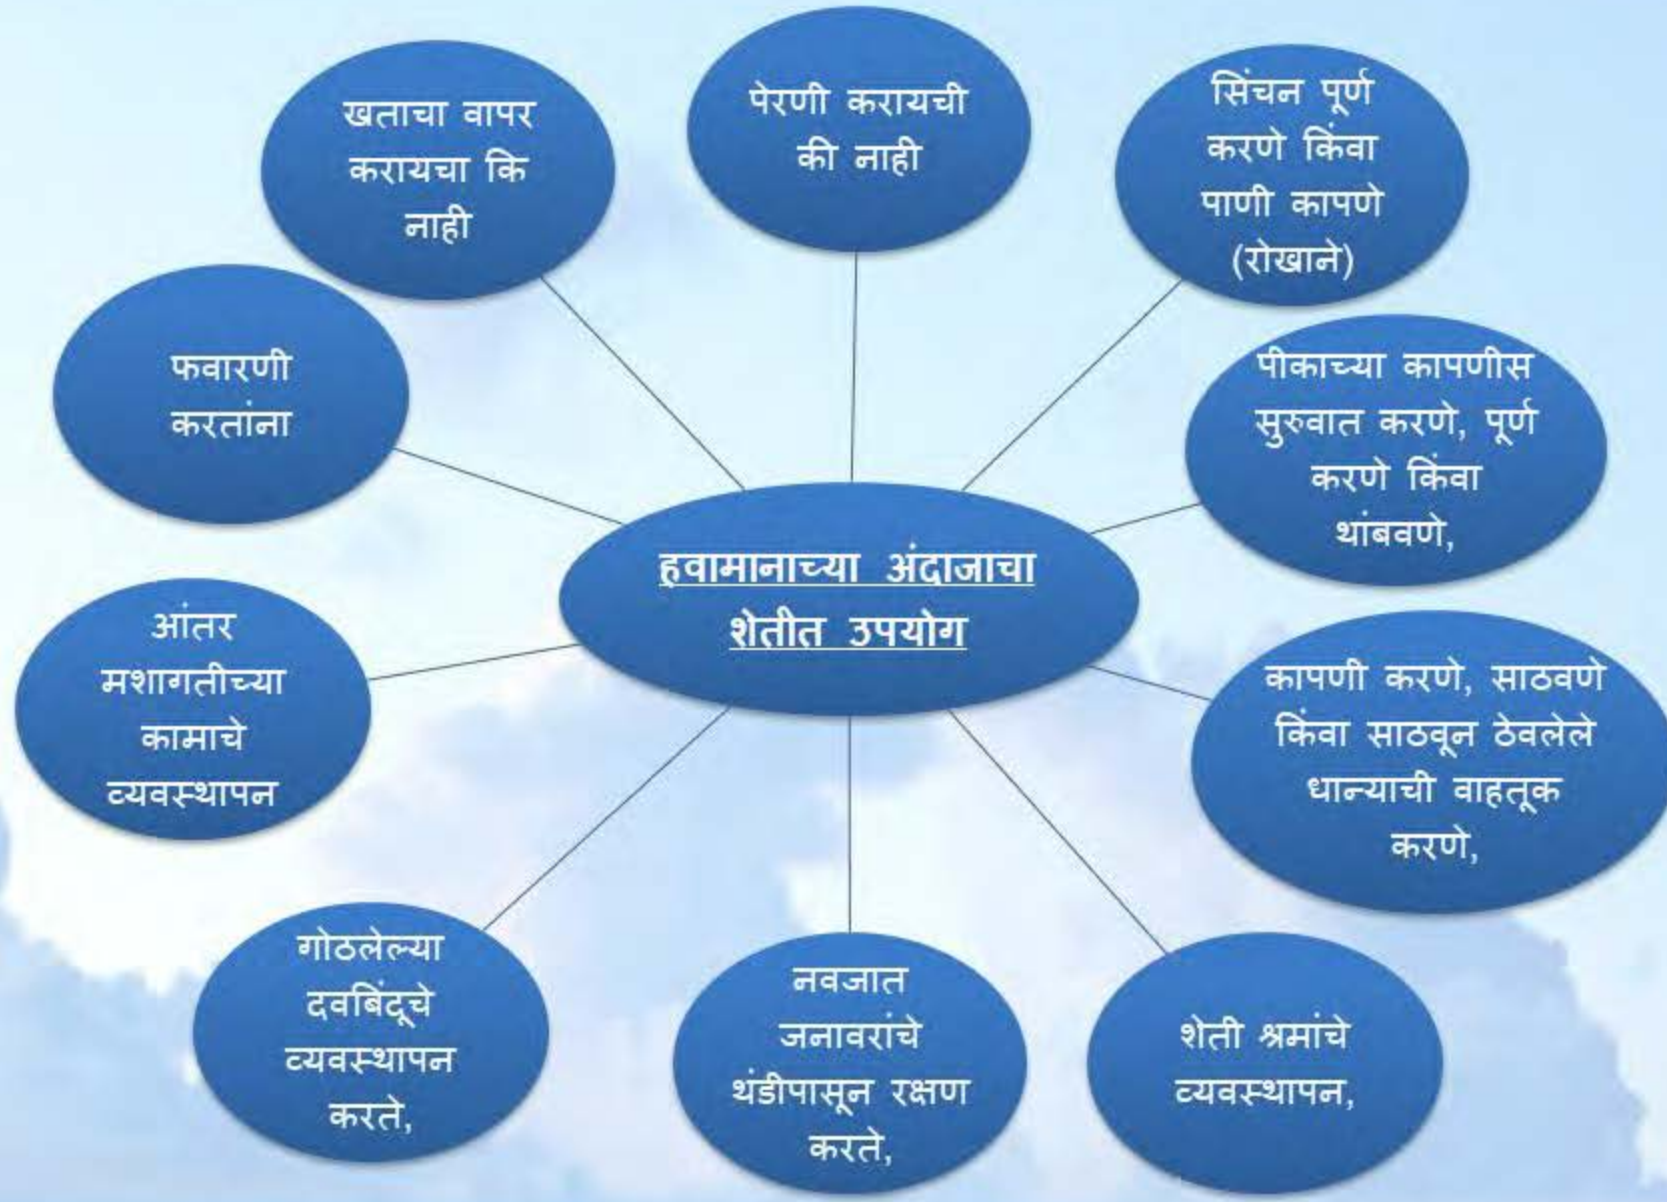 पेरणी करायची
की नाही
सिंचन पूर्ण
करणे किंवा
पाणी कापणे
(रोखाने)
पीकाच्या कापणीस
सुरुवात करणे, पूर्ण
करणे किंवा
थांबवणे,
कापणी करणे, साठवणे
किंवा साठवून ठेवलेले
धान्याची वाहतूक
करणे,
शेती श्रमांचे
व्यवस्थापन,
नवजात
जनावरांचे
थंडीपासून रक्षण
करते,
गोठलेल्या
दवबिंदूचे
व्यवस्थापन
करते,
आंतर
मशागतीच्या
कामाचे
व्यवस्थापन
फवारणी
करतांना
खताचा वापर
करायचा कि
नाही
हवामानाच्या अंदाजाचा
शेतीत उपयोग